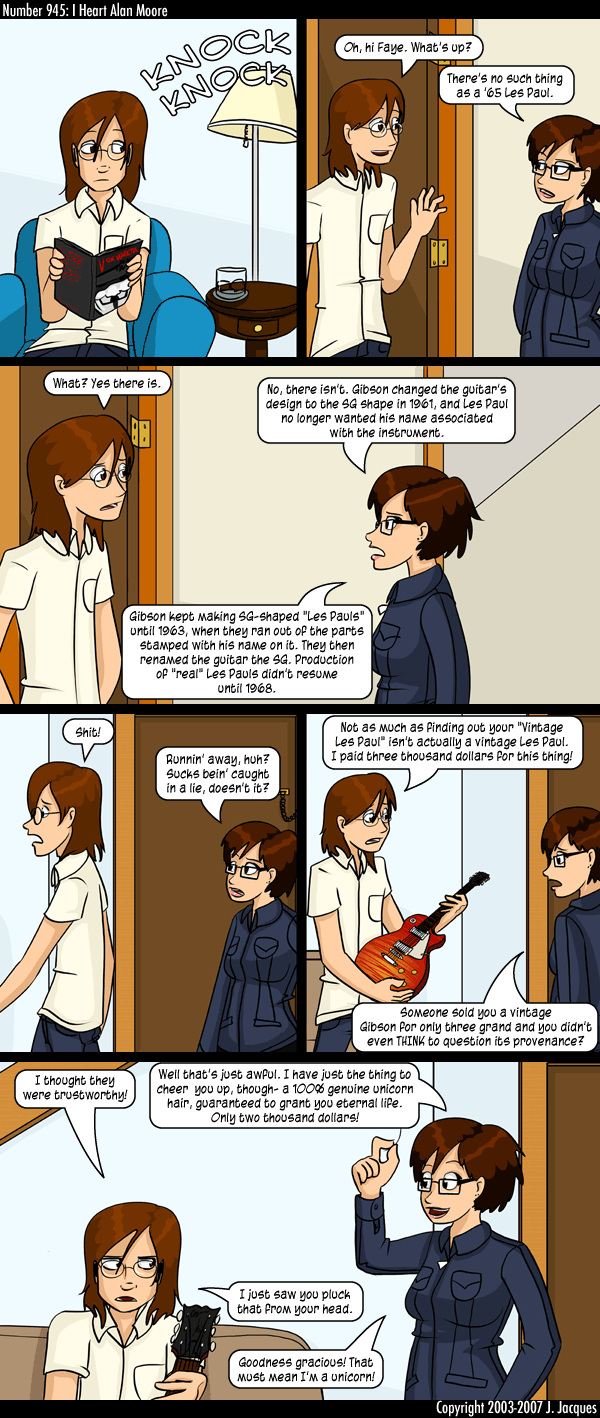 Number 945: I Heart Alan Moore
KNOCK
KNOCK
Oh, hi Faye. What's up?
There's no such thing
as a '65 Les Paul.
What? Yes there is.
No, there isn't. Gibson changed the guitar's
design to the SG shape in 1961, and Les Paul
no longer wanted his name associated
with the instrument.
Gibson kept making SG-shaped "Les Pauls"
until 1963, when they ran out of the parts
stamped with his name on it. They then
renamed the guitar the SG. Production
of "real" Les Pauls didn't resume
until 1968.
Shit!
Runnin' away, huh?
Sucks bein' caught
in a lie, doesn't it?
Not as much as finding out your "Vintage
Les Paul" isn't actually a vintage Les Paul.
I paid three thousand dollars for this thing!
Someone sold you a vintage
Gibson for only three grand and you didn't
even THINK to question its provenance?
I thought they
were trustworthy!
Well that's just awful. I have just the thing to
cheer you up, though- a 100% genuine unicorn
hair, guaranteed to grant you eternal life.
Only two thousand dollars!
I just saw you pluck
that from your head.
Goodness gracious! That
must mean I'm a unicorn!
Copyright 2003-2007 J. Jacques